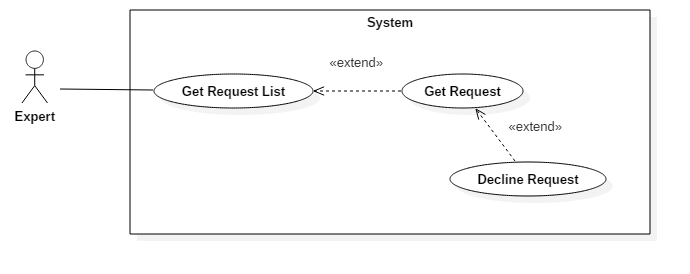 System
«extend»
Get Request List
Get Request
Expert
«extend»
Decline Request